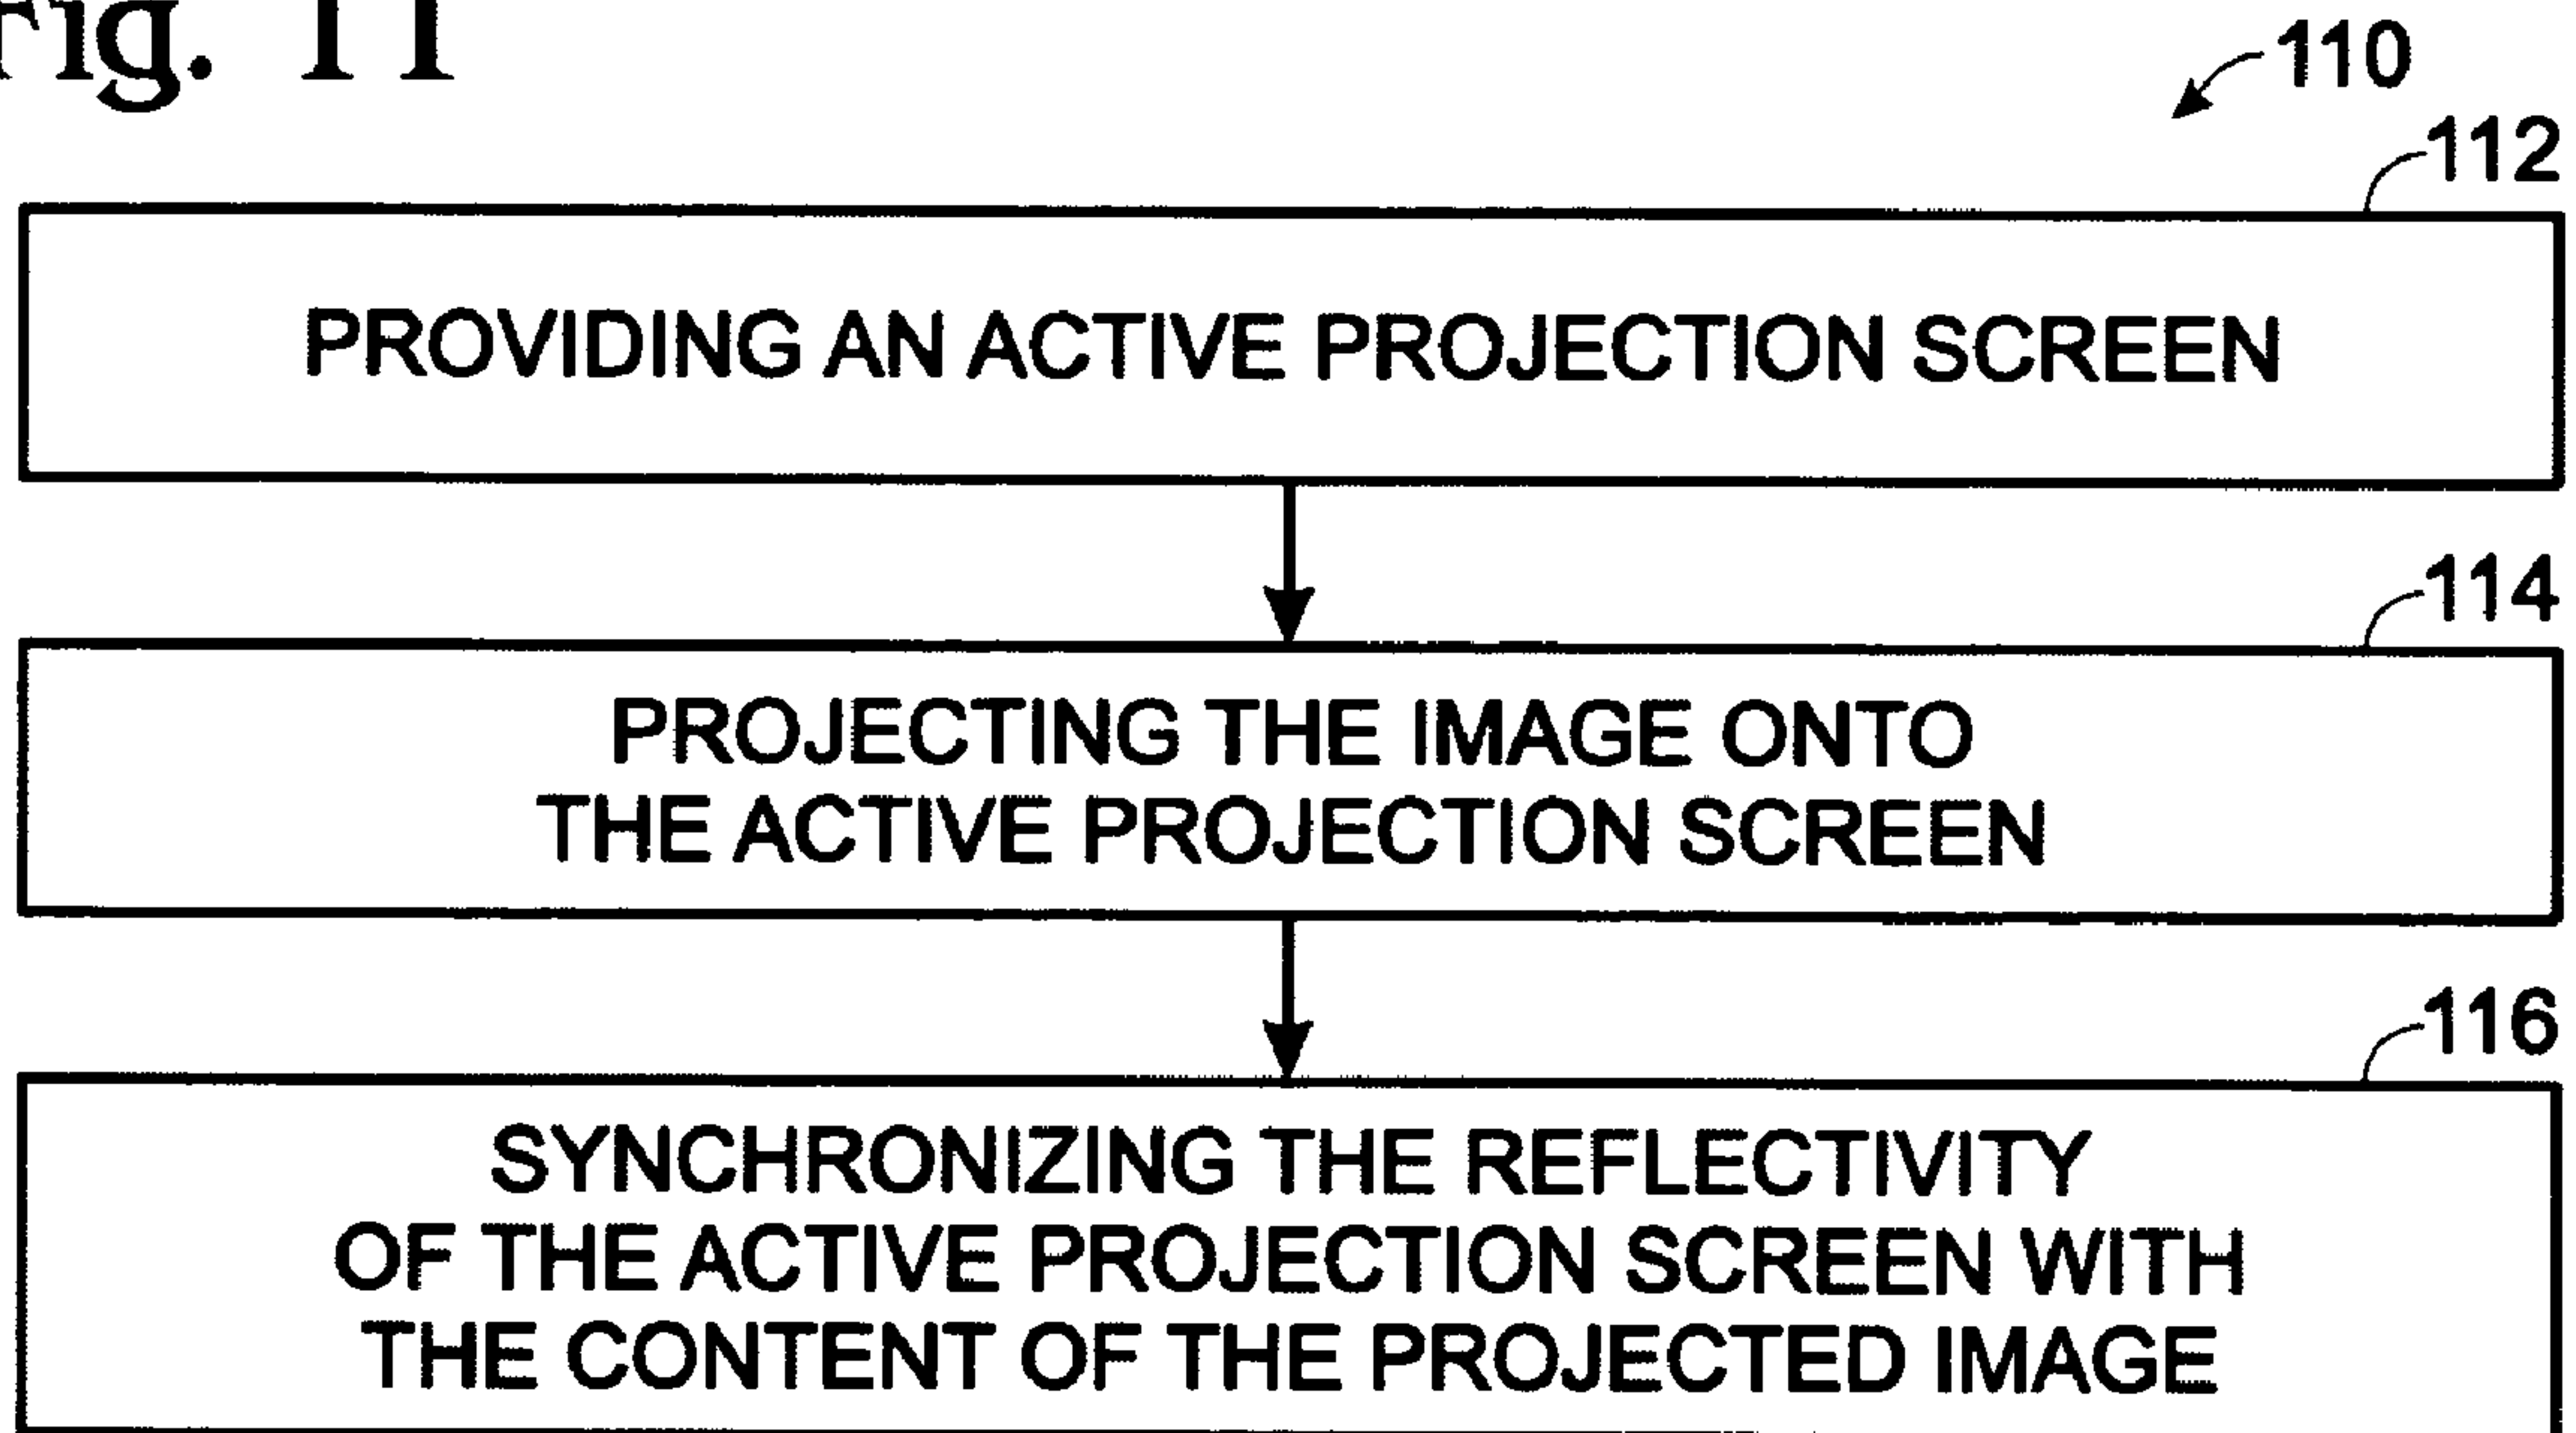 Fig. 11
110
112
PROVIDING AN ACTIVE PROJECTION SCREEN
114
PROJECTING THE IMAGE ONTO
THE ACTIVE PROJECTION SCREEN
116
SYNCHRONIZING THE REFLECTIVITY
OF THE ACTIVE PROJECTION SCREEN WITH
THE CONTENT OF THE PROJECTED IMAGE